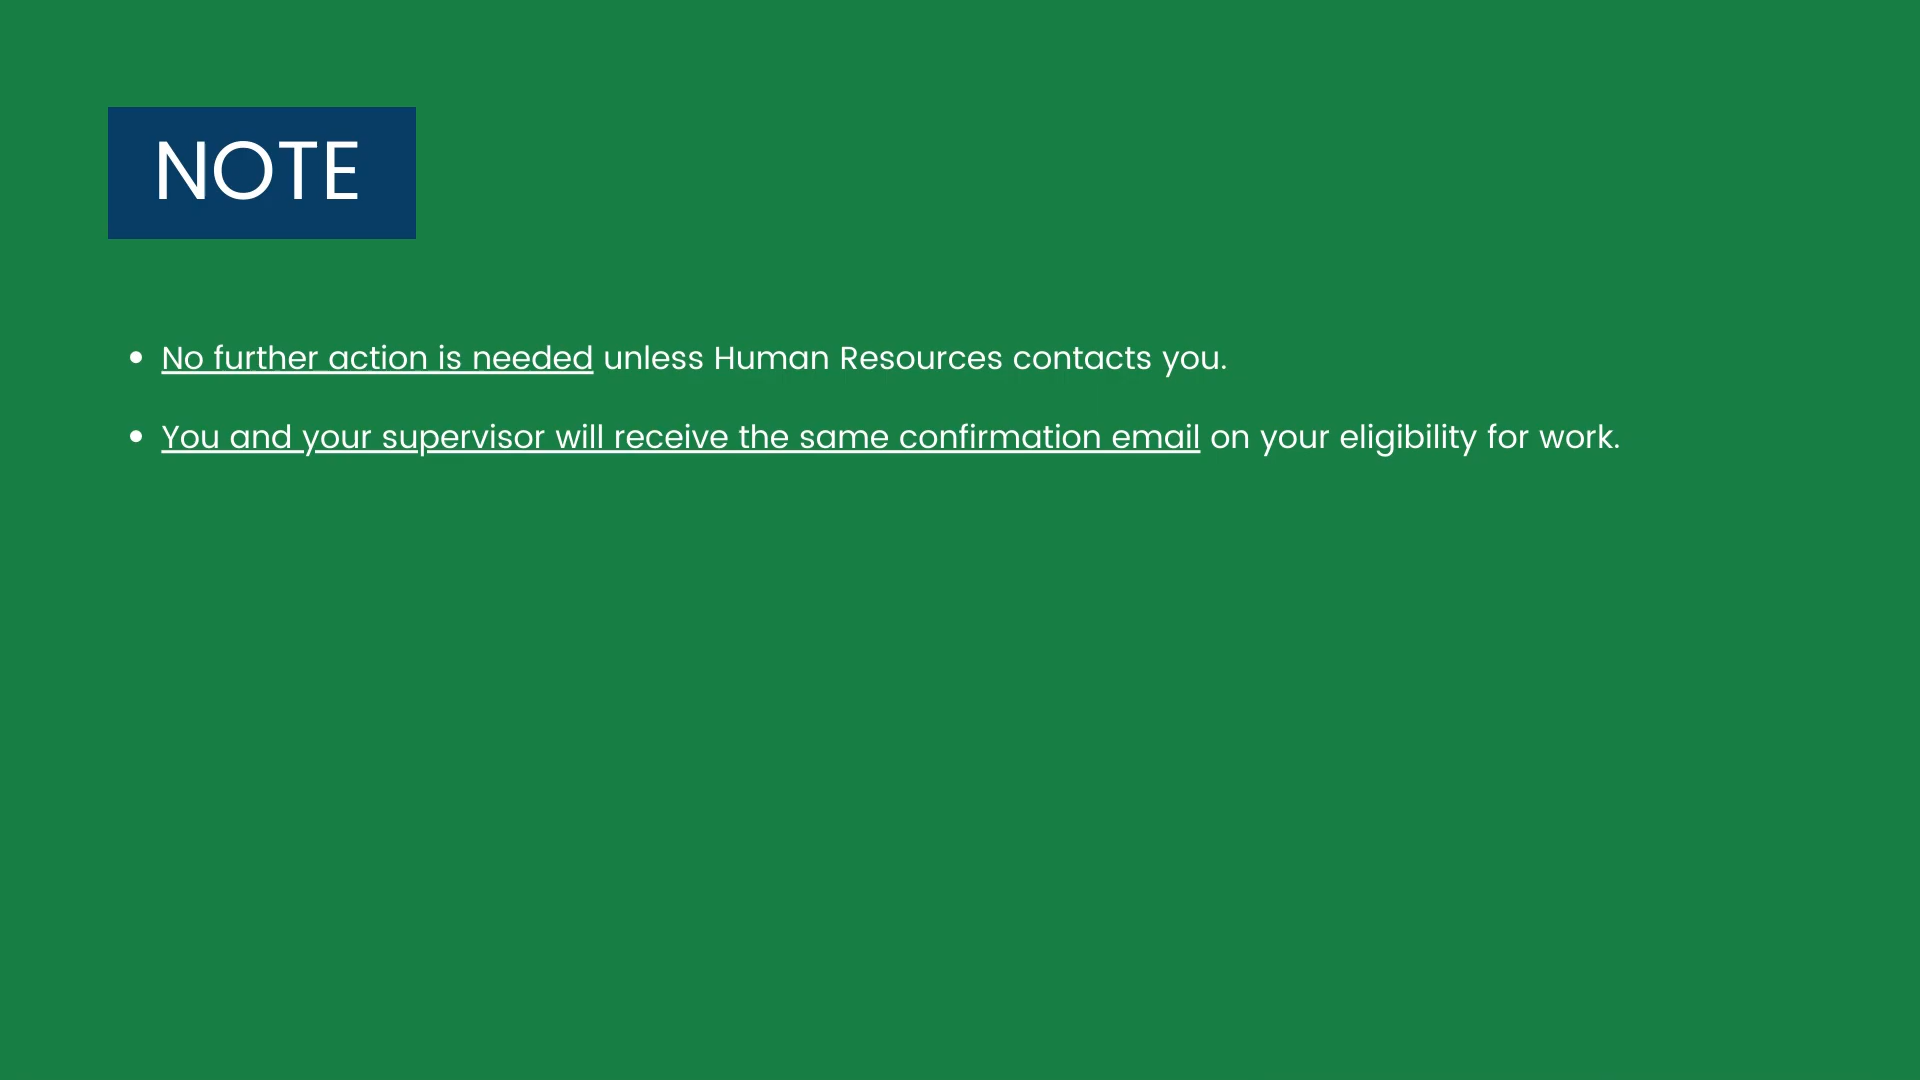 NOTE
• No further action is needed unless Human Resources contacts you.
• You and your supervisor will receive the same confirmation email on your eligibility for work.